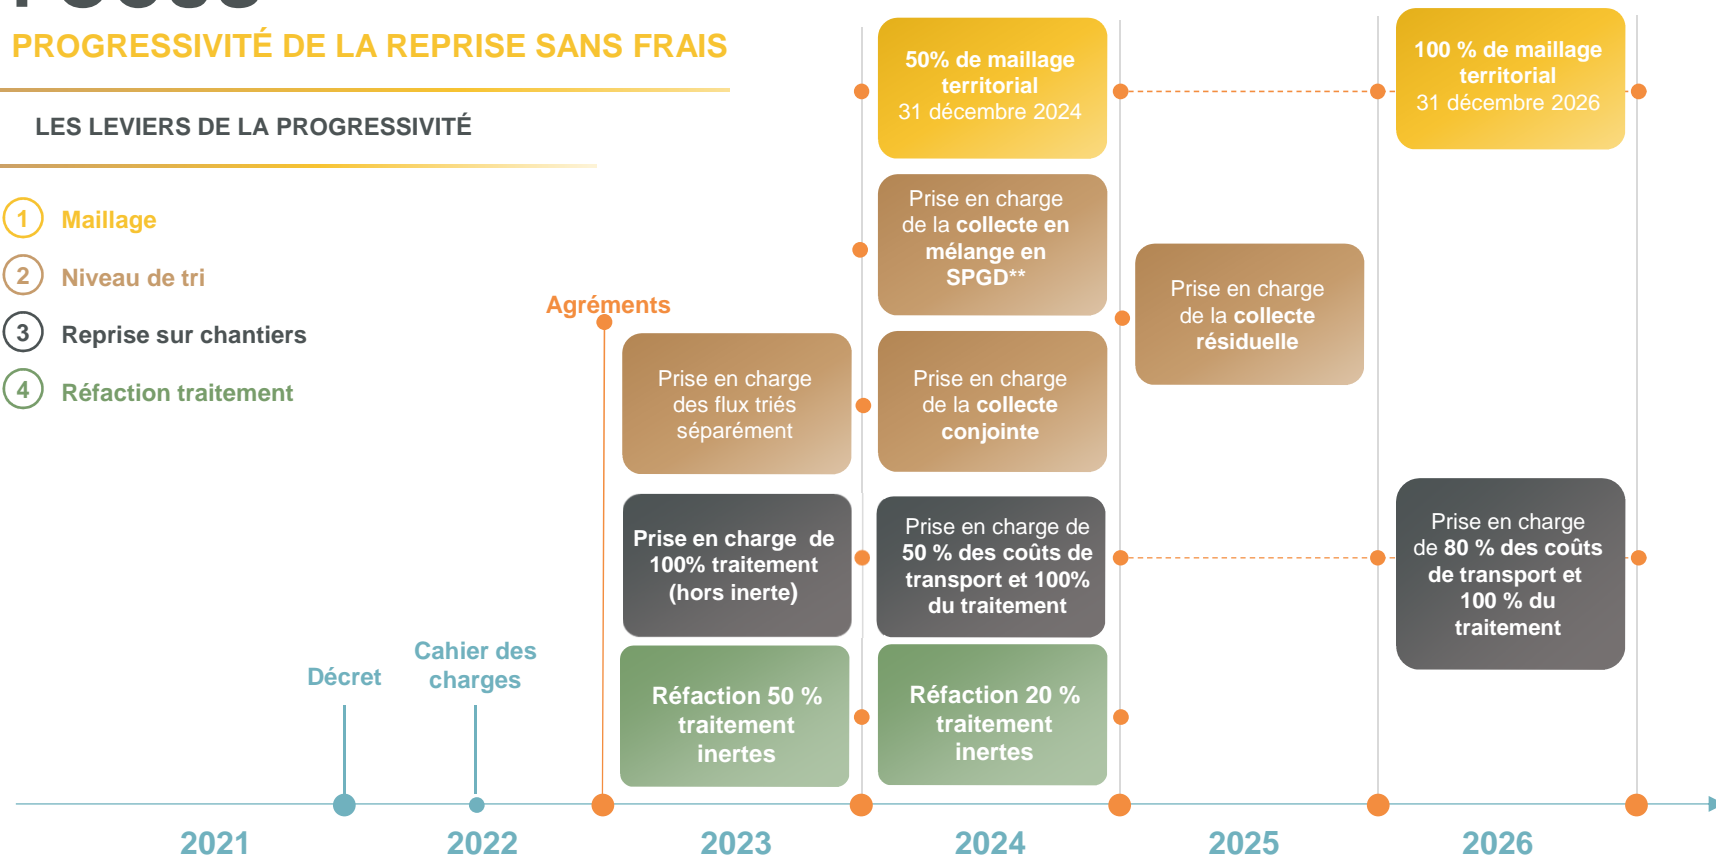 PROGRESSIVITÉ DE LA REPRISE SANS FRAIS
LES LEVIERS DE LA PROGRESSIVITÉ
1 Maillage
2 Niveau de tri
3 Reprise sur chantiers
4 Réfaction traitement
50% de maillage
territorial
31 décembre 2024
100 % de maillage
territorial
31 décembre 2026
Prise en charge
de la collecte en
mélange en
SPGD**
Prise en charge
de la collecte
résiduelle
Agréments
Prise en charge
des flux triés
séparément
Prise en charge
de la collecte
conjointe
Prise en charge de
100% traitement
(hors inerte)
Prise en charge de
50 % des coûts de
transport et 100%
du traitement
Prise en charge
de 80 % des coûts
de transport et
100 % du
traitement
Décret
Cahier des
charges
Réfaction 50 %
traitement
inertes
Réfaction 20 %
traitement
inertes
2021
2022
2023
2024
2025
2026